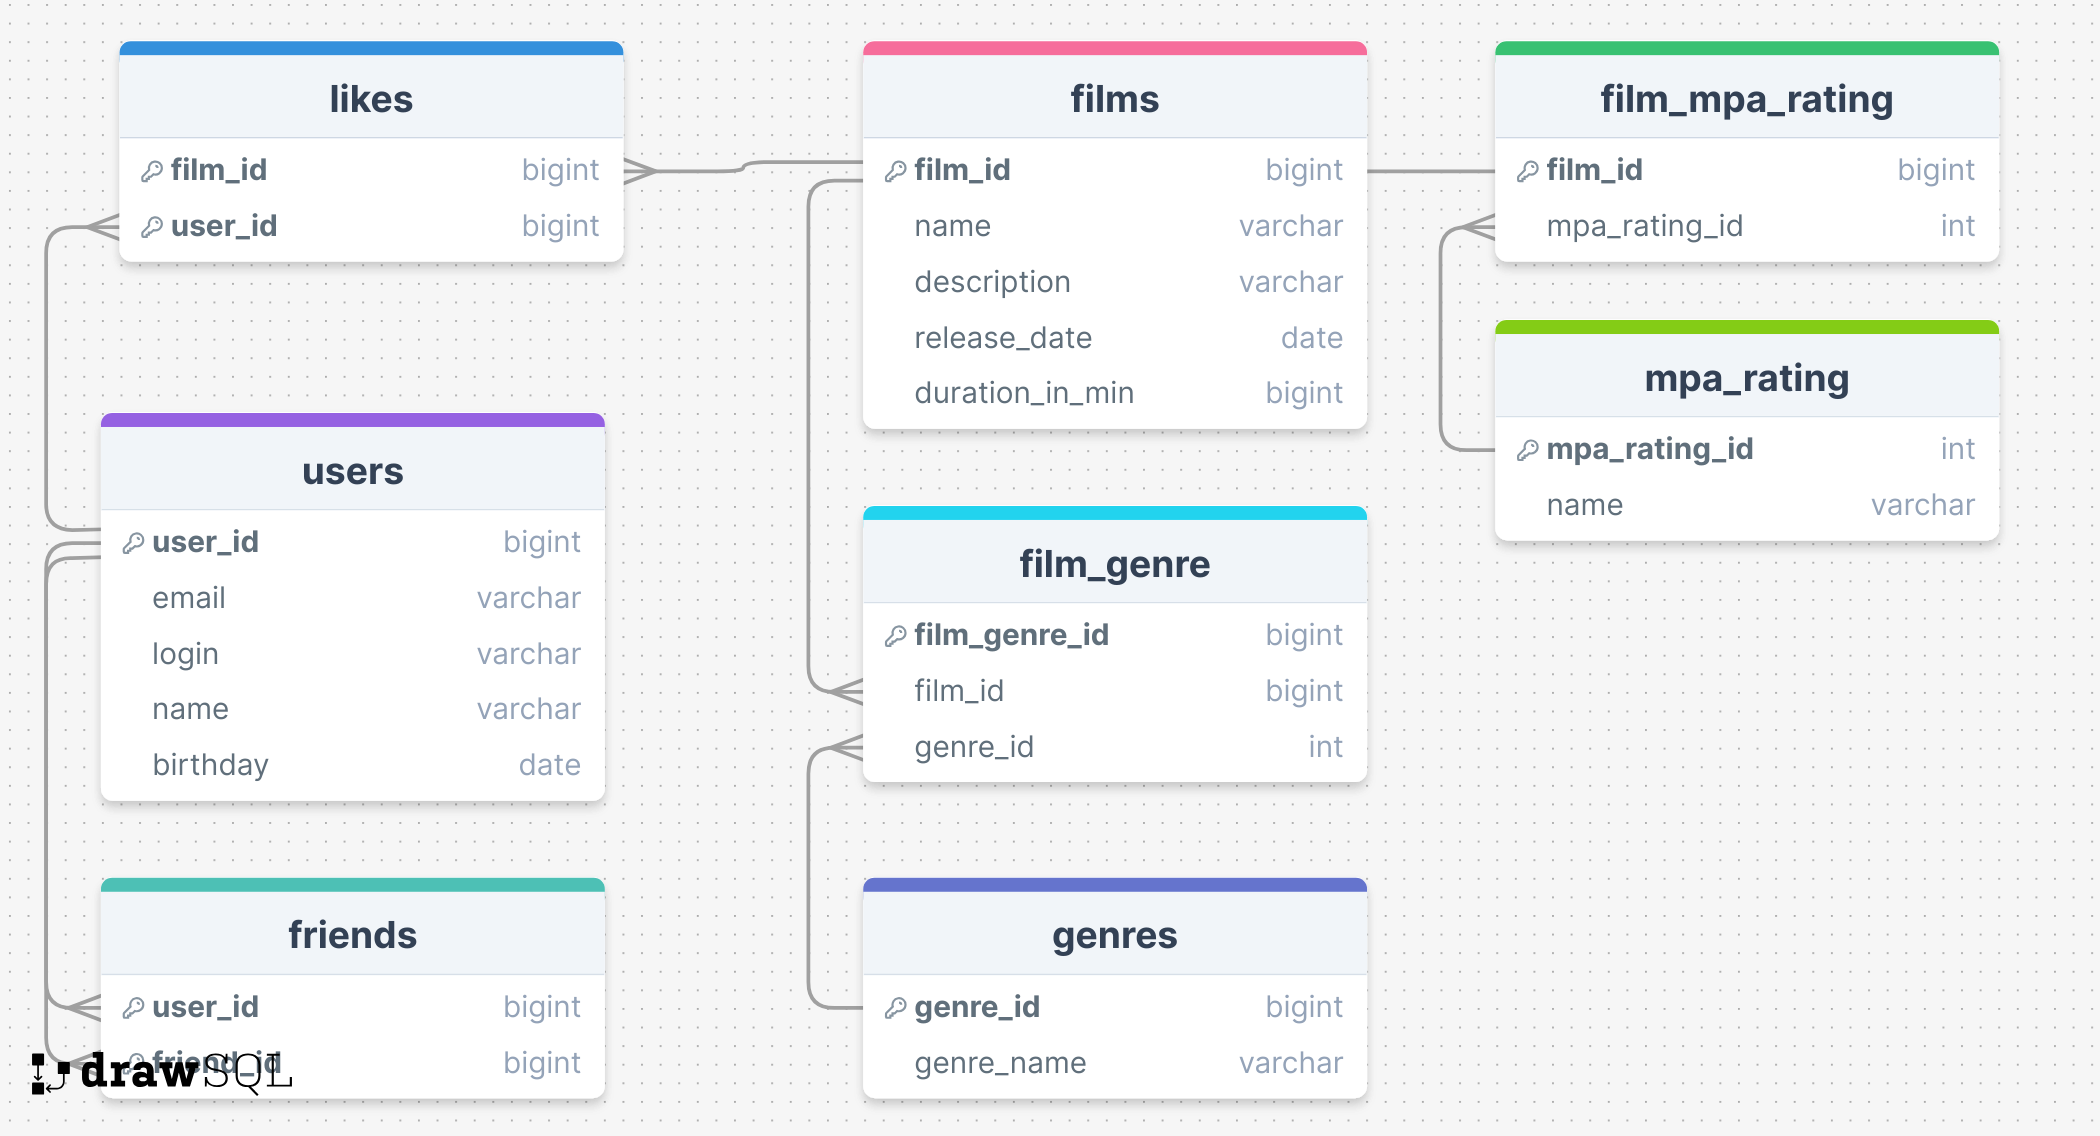 likes
film_id bigint
user_id bigint
films
film_id bigint
name varchar
description varchar
release_date date
duration_in_min bigint
film_mpa_rating
film_id bigint
mpa_rating_id int
mpa_rating
mpa_rating_id int
name varchar
users
user_id bigint
email varchar
login varchar
name varchar
birthday date
film_genre
film_genre_id bigint
film_id bigint
genre_id int
friends
user_id bigint
friend_id bigint
genres
genre_id bigint
genre_name varchar
drawSQL